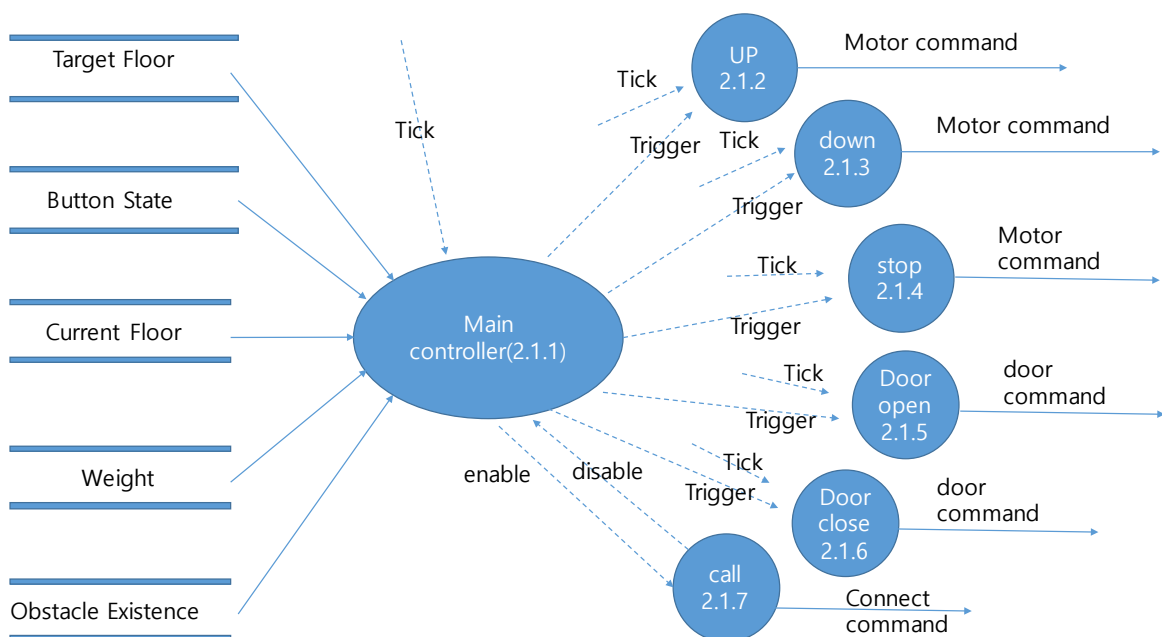 Target Floor
Button State
Current Floor
Weight
Obstacle Existence
Tick
Main
controller(2.1.1)
Tick
Trigger
UP
2.1.2
Motor command
Tick
Trigger
down
2.1.3
Motor command
Tick
Trigger
stop
2.1.4
Motor
command
Tick
Trigger
Door
open
2.1.5
door
command
Tick
Trigger
Door
close
2.1.6
door
command
enable
disable
call
2.1.7
Connect
command